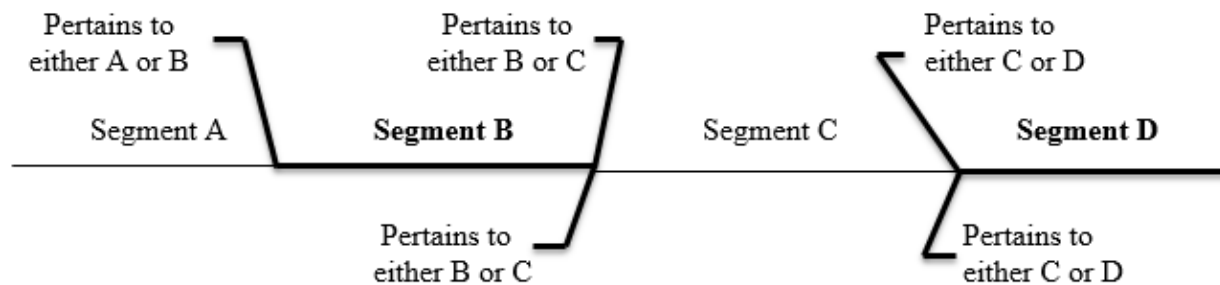 Pertains to
either A or B
Pertains to
either B or C
Pertains to
either C or D
Segment A
Segment B
Segment C
Segment D
Pertains to
either B or C
Pertains to
either C or D